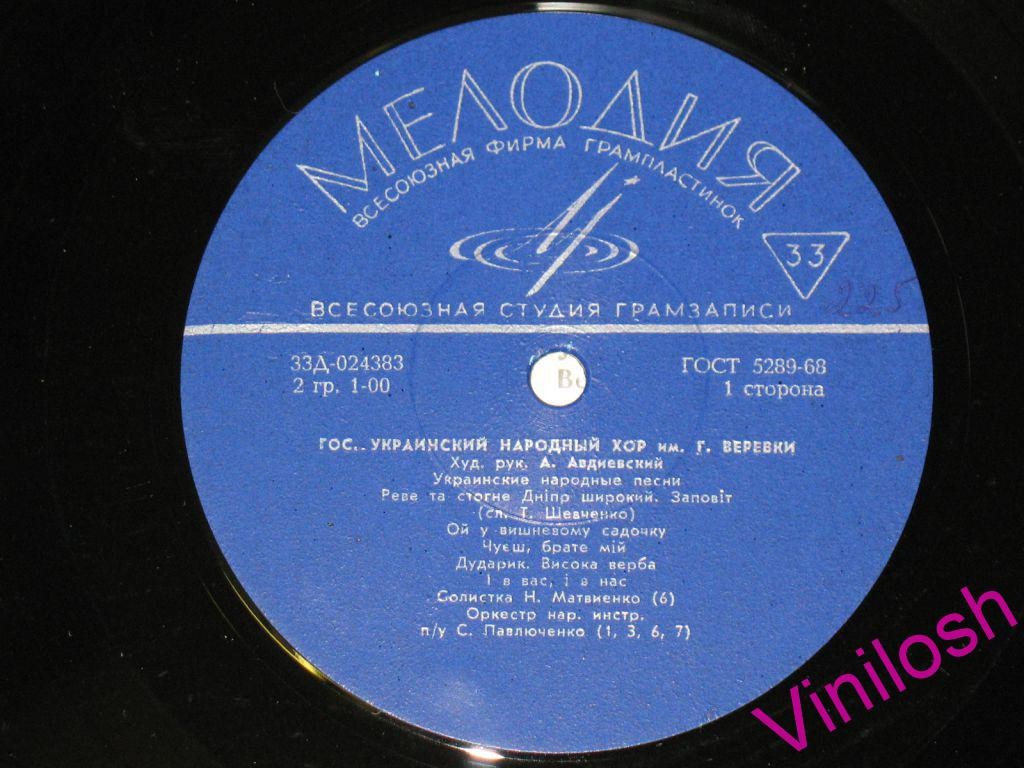 МЕЛОДИЯ
ВСЕСОЮЗНАЯ ФИРМА ГРАМПЛАСТИНОК
33
ВСЕСОЮЗНАЯ СТУДИЯ ГРАМЗАПИСИ
225
33Д-024383
ГОСТ 5289-68
2 гр. 1-00
1 сторона
ГОС. УКРАИНСКИЙ НАРОДНЫЙ ХОР им. Г. ВЕРЕВКИ
Худ. рук. А. Авдиевский
Украинские народные песни
Реве та стогне Дніпр широкий. Заповіт
(сл. Т. Шевченко)
Ой у вишневому садочку
Чуєш, брате мій
Дударик. Висока верба
І в вас, і в нас
Солистка Н. Матвиенко (6)
Оркестр нар. инстр.
п/у С. Павлюченко (1, 3, 6, 7)
Vinilosh